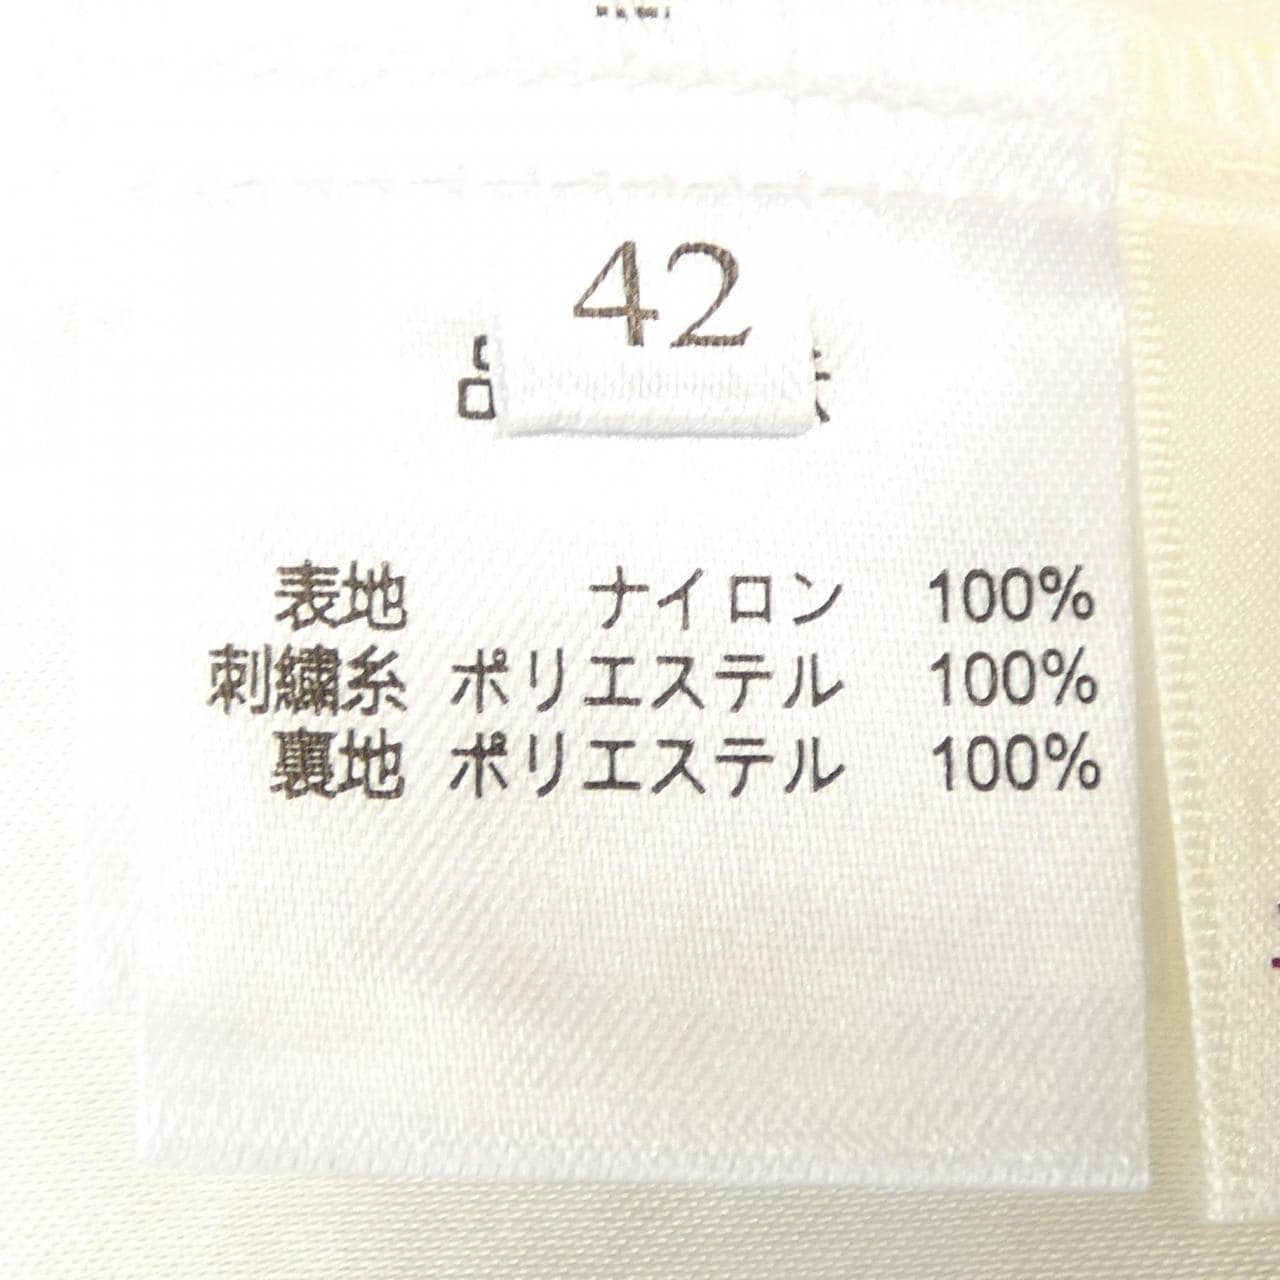 42
表地 ナイロン 100%
刺繍糸 ポリエステル 100%
裏地 ポリエステル 100%